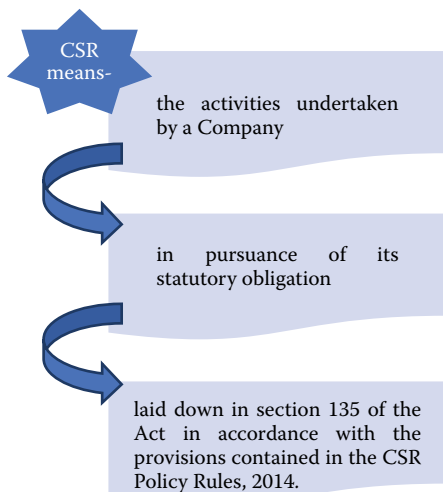 CSR
means-
the activities undertaken
by a Company
in pursuance of its
statutory obligation
laid down in section 135 of the
Act in accordance with the
provisions contained in the CSR
Policy Rules, 2014.